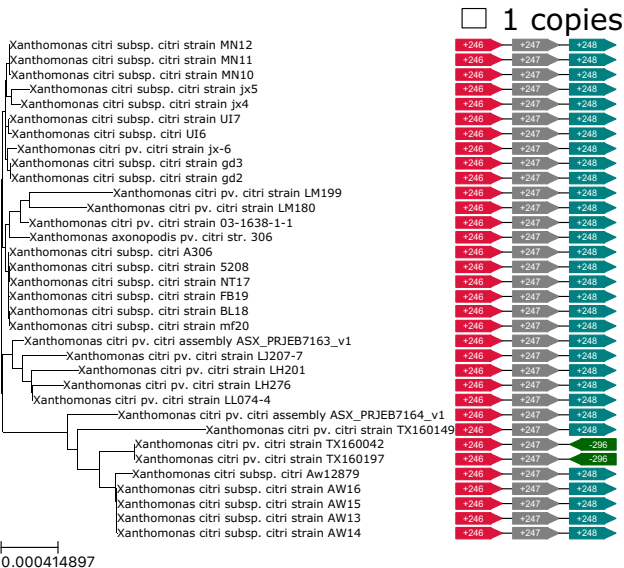 1 copies
Xanthomonas citri subsp. citri strain MN12 +246 +247 +248
Xanthomonas citri subsp. citri strain MN11 +246 +247 +248
Xanthomonas citri subsp. citri strain MN10 +246 +247 +248
Xanthomonas citri subsp. citri strain jx5 +246 +247 +248
Xanthomonas citri subsp. citri strain jx4 +246 +247 +248
Xanthomonas citri subsp. citri strain UI7 +246 +247 +248
Xanthomonas citri subsp. citri UI6 +246 +247 +248
Xanthomonas citri pv. citri strain jx-6 +246 +247 +248
Xanthomonas citri subsp. citri strain gd3 +246 +247 +248
Xanthomonas citri subsp. citri strain gd2 +246 +247 +248
Xanthomonas citri pv. citri strain LM199 +246 +247 +248
Xanthomonas citri pv. citri strain LM180 +246 +247 +248
Xanthomonas citri pv. citri strain 03-1638-1-1 +246 +247 +248
Xanthomonas axonopodis pv. citri str. 306 +246 +247 +248
Xanthomonas citri subsp. citri A306 +246 +247 +248
Xanthomonas citri subsp. citri strain 5208 +246 +247 +248
Xanthomonas citri subsp. citri strain NT17 +246 +247 +248
Xanthomonas citri subsp. citri strain FB19 +246 +247 +248
Xanthomonas citri subsp. citri strain BL18 +246 +247 +248
Xanthomonas citri subsp. citri strain mf20 +246 +247 +248
Xanthomonas citri pv. citri assembly ASX_PRJEB7163_v1 +246 +247 +248
Xanthomonas citri pv. citri strain LJ207-7 +246 +247 +248
Xanthomonas citri pv. citri strain LH201 +246 +247 +248
Xanthomonas citri pv. citri strain LH276 +246 +247 +248
Xanthomonas citri pv. citri strain LL074-4 +246 +247 +248
Xanthomonas citri pv. citri assembly ASX_PRJEB7164_v1 +246 +247 +248
Xanthomonas citri pv. citri strain TX160149 +246 +247 +248
Xanthomonas citri pv. citri strain TX160042 +246 +247 -296
Xanthomonas citri pv. citri strain TX160197 +246 +247 -296
Xanthomonas citri subsp. citri Aw12879 +246 +247 +248
Xanthomonas citri subsp. citri strain AW16 +246 +247 +248
Xanthomonas citri subsp. citri strain AW15 +246 +247 +248
Xanthomonas citri subsp. citri strain AW13 +246 +247 +248
Xanthomonas citri subsp. citri strain AW14 +246 +247 +248
0.000414897